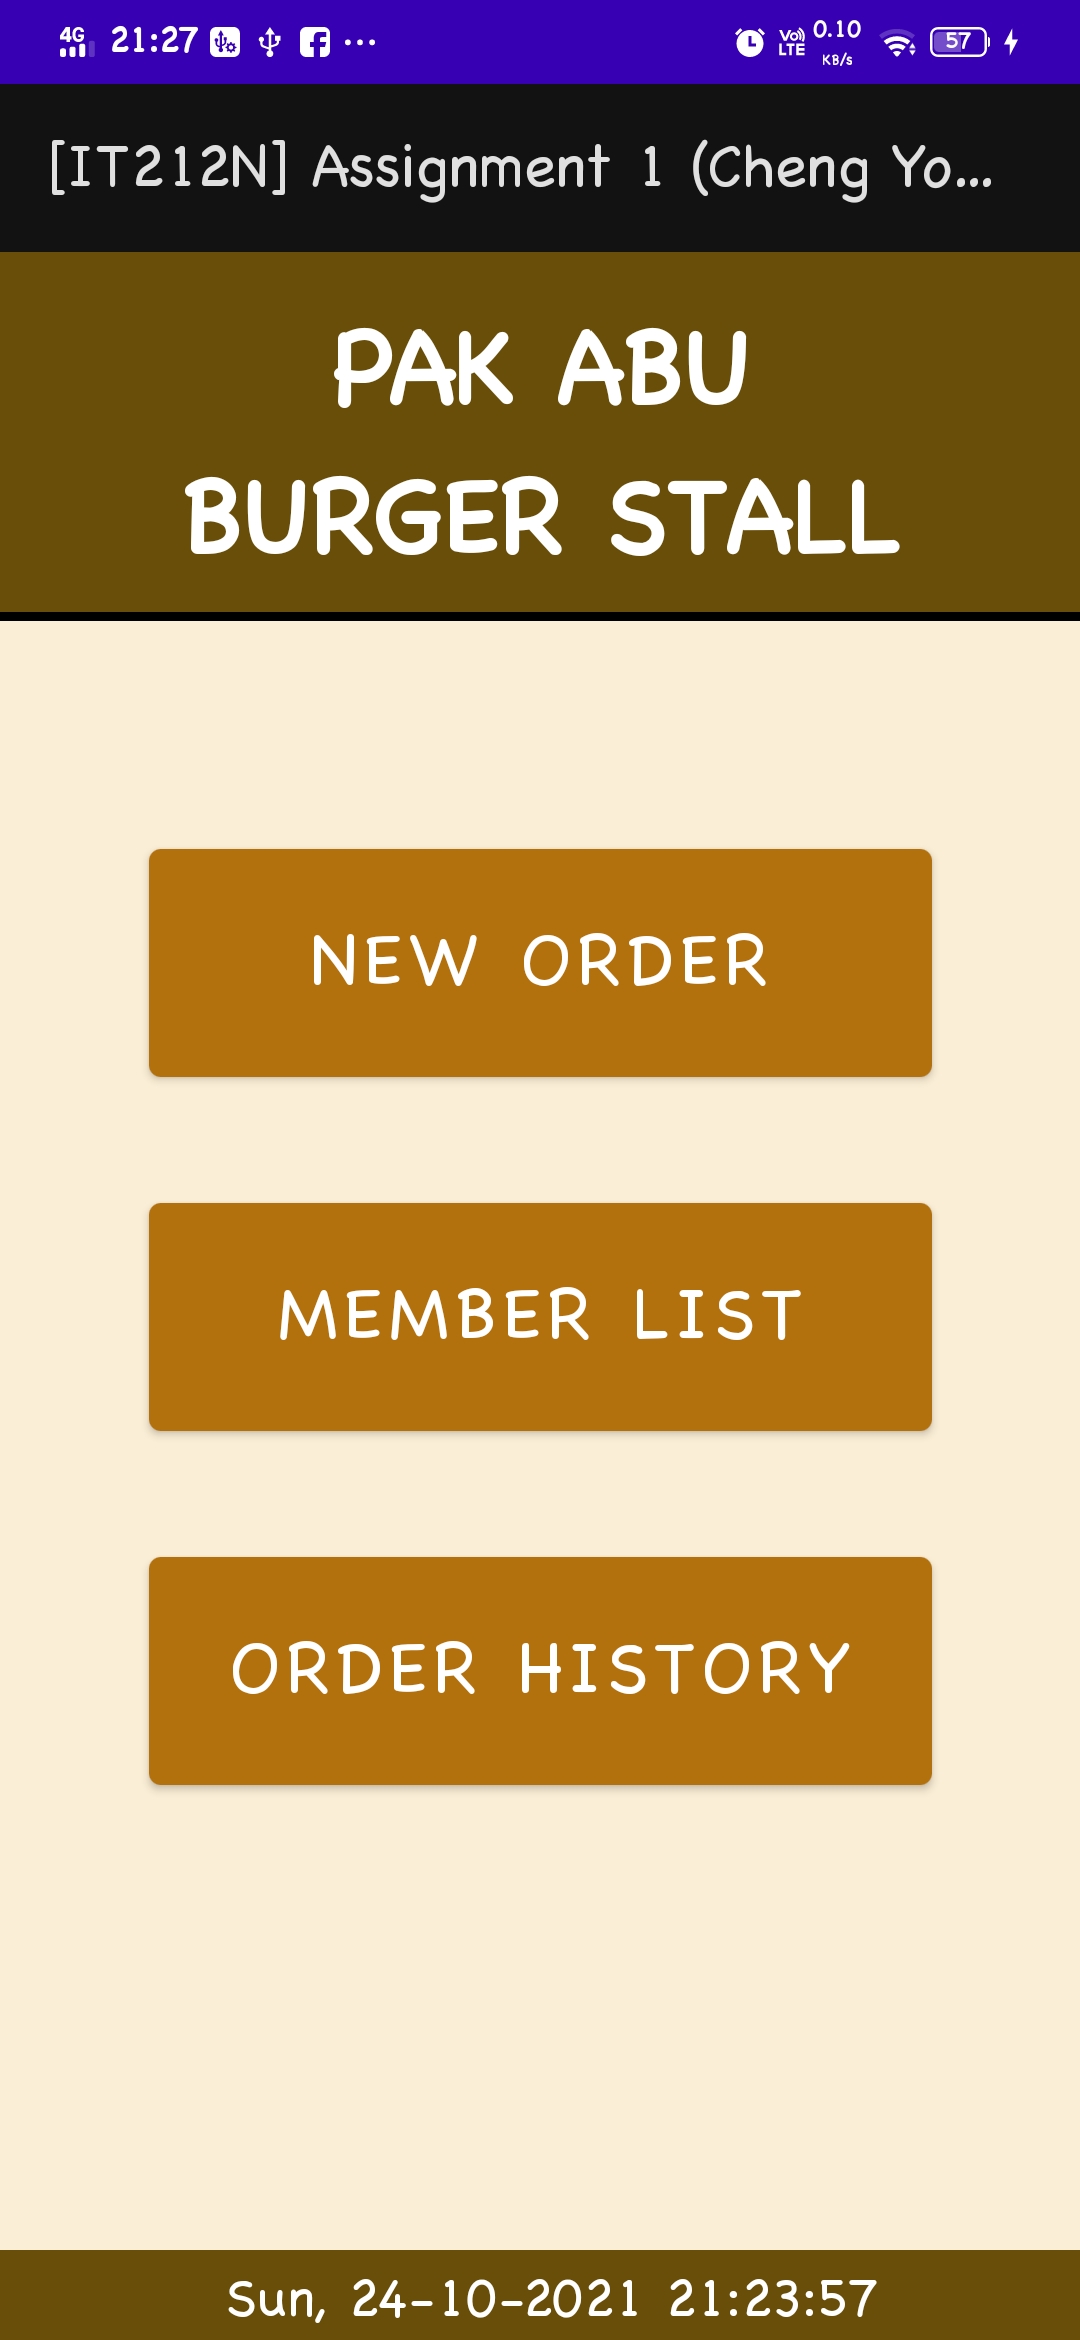 4G 21:27 ... Vo)) LTE 0.10 KB/s 57
[IT212N] Assignment 1 (Cheng Yo...
PAK ABU
BURGER STALL
NEW ORDER
MEMBER LIST
ORDER HISTORY
Sun, 24-10-2021 21:23:57